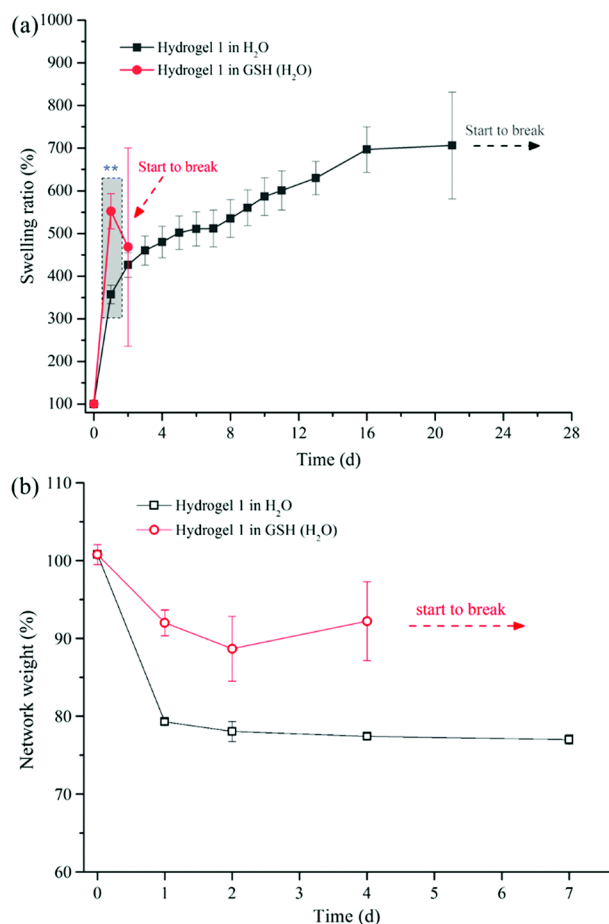 (a)
1000
900
800
700
600
500
400
300
200
100
Swelling ratio (%)
Hydrogel 1 in H₂O
Hydrogel 1 in GSH (H₂O)
**
Start to break
Start to break
0 4 8 12 16 20 24 28
Time (d)
(b)
110
100
90
80
70
60
Network weight (%)
Hydrogel 1 in H₂O
Hydrogel 1 in GSH (H₂O)
start to break
0 1 2 3 4 5 6 7
Time (d)